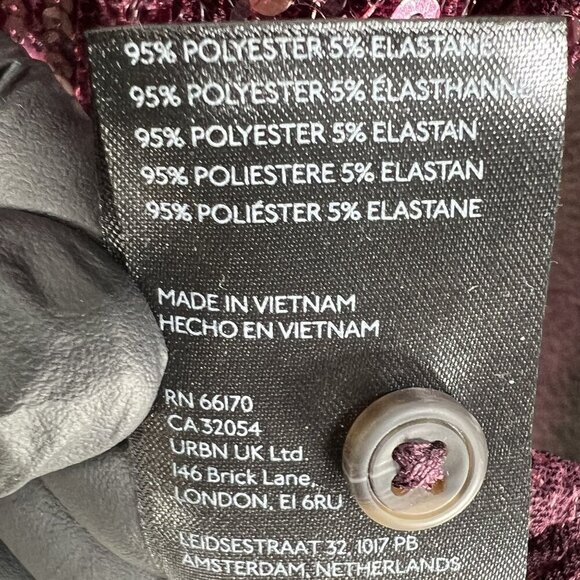 95% POLYESTER 5% ELASTANE
95% POLYESTER 5% ÉLASTHANNE
95% POLYESTER 5% ELASTAN
95% POLIESTERE 5% ELASTAN
95% POLIÉSTER 5% ELASTANE
MADE IN VIETNAM
HECHO EN VIETNAM
RN 66170
CA 32054
URBN UK Ltd.
146 Brick Lane,
LONDON, E1 6RU
LEIDSESTRAAT 32, 1017 PB
AMSTERDAM, NETHERLANDS